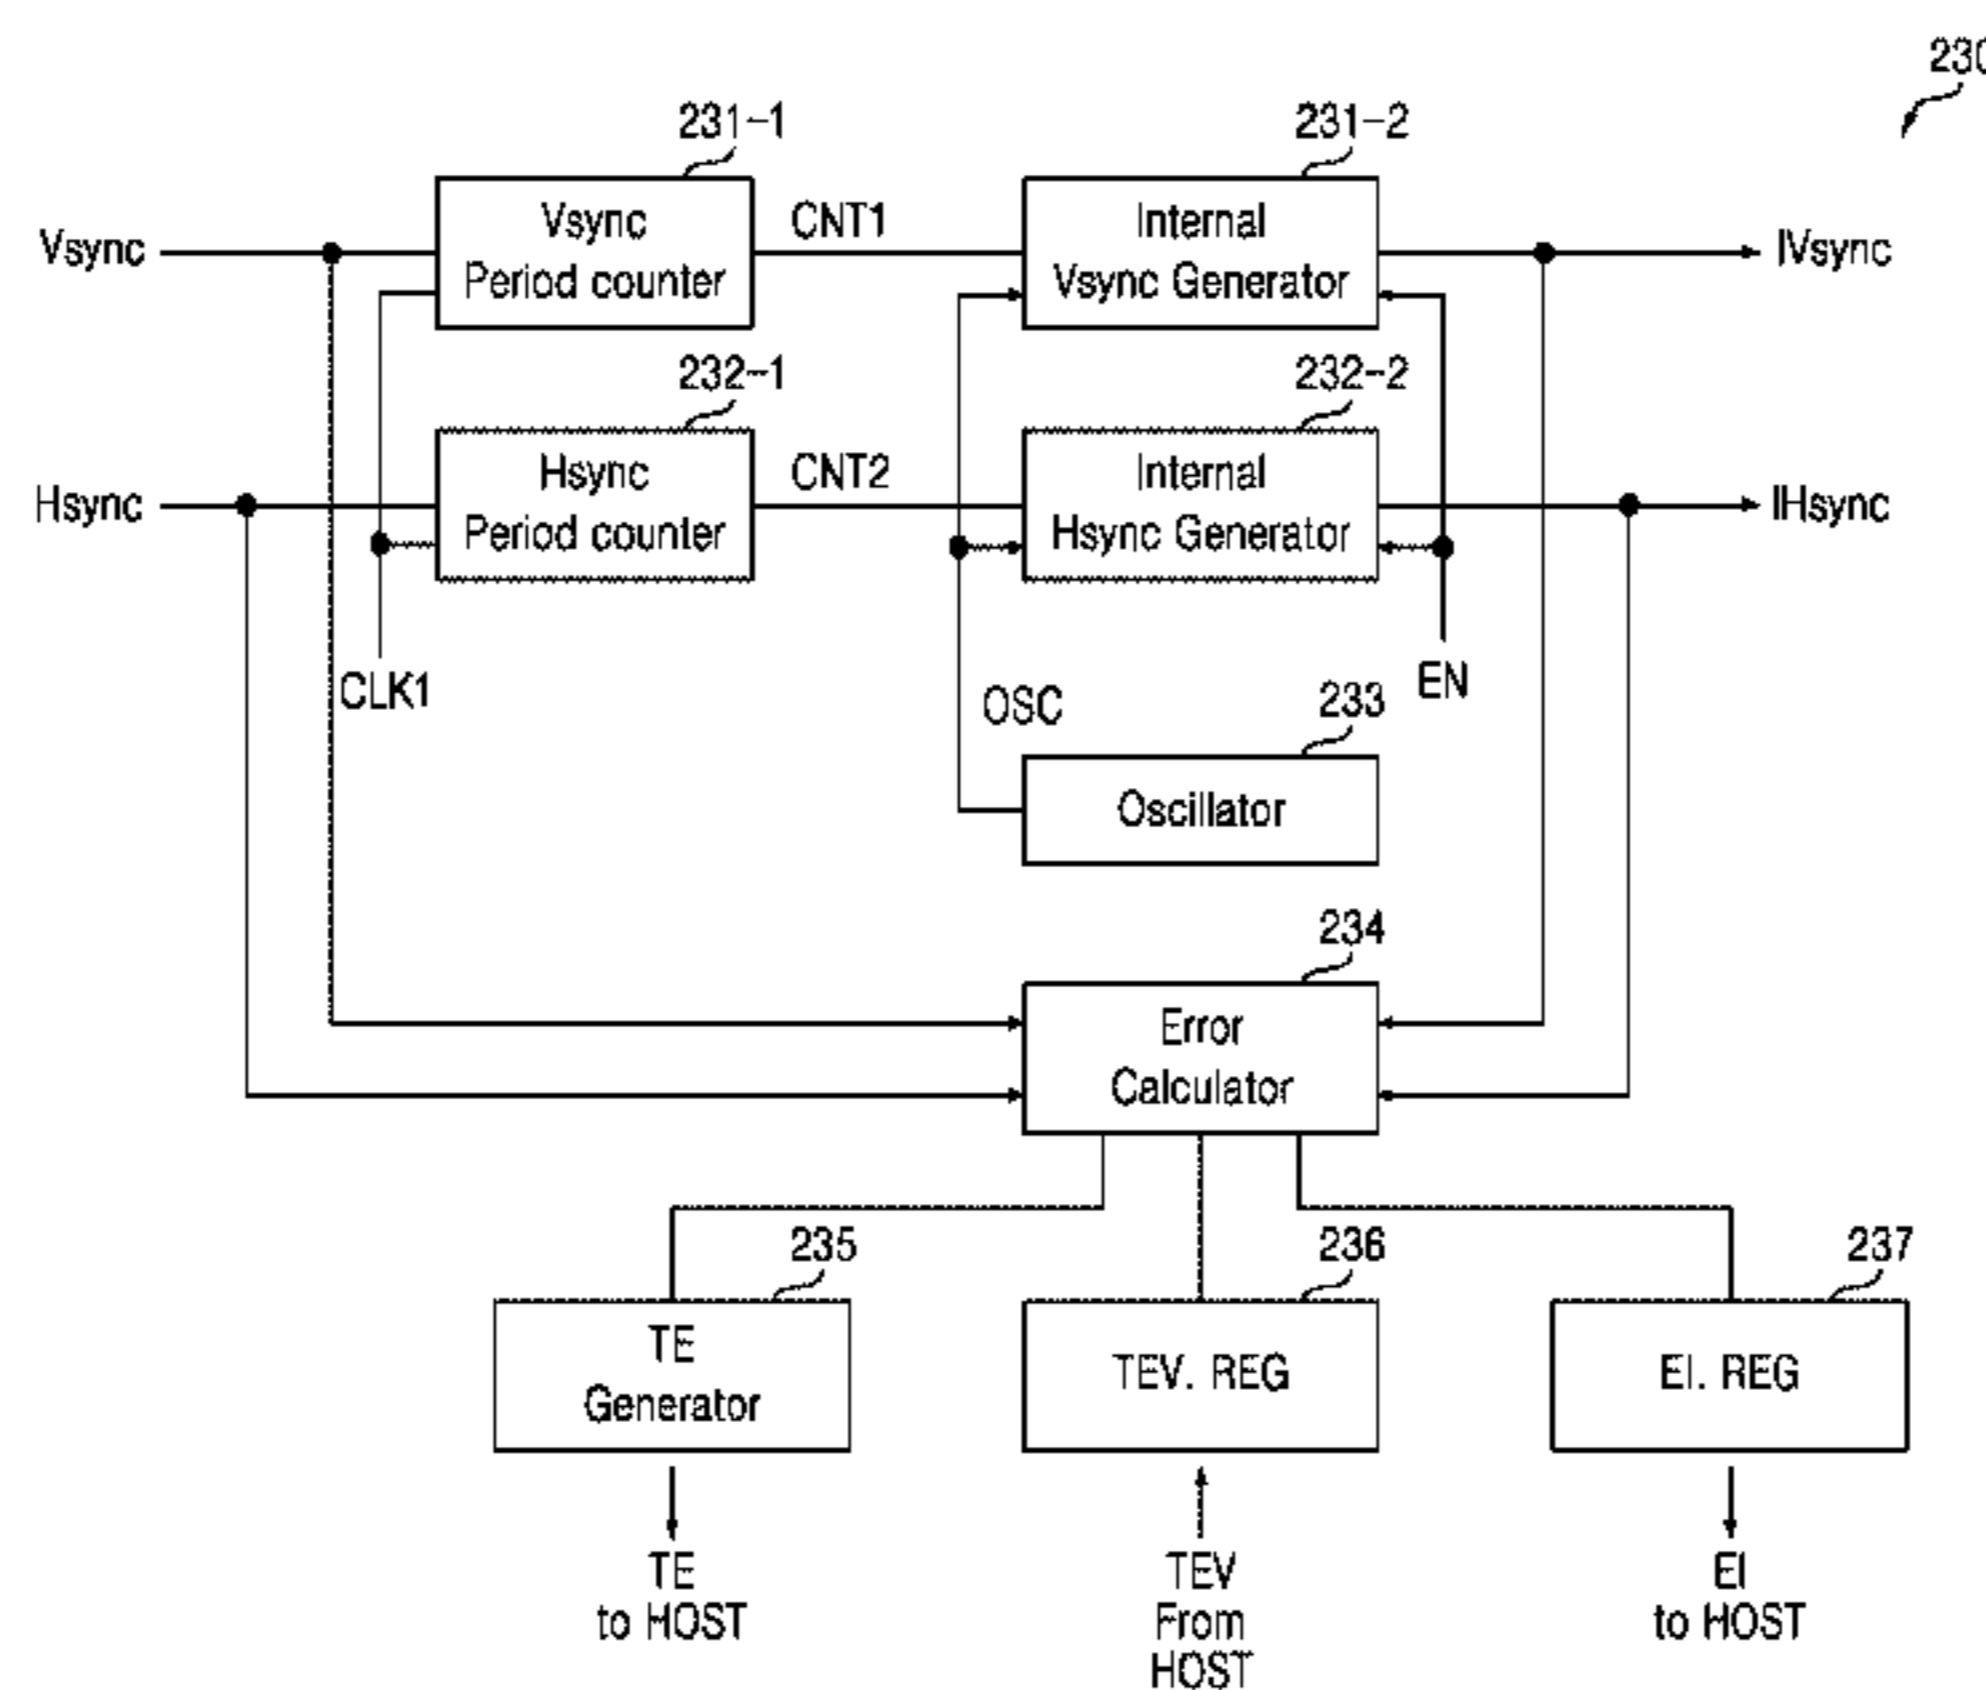 230
231-1
231-2
Vsync
Vsync
Period counter
CNT1
Internal
Vsync Generator
IVsync
232-1
232-2
Hsync
Hsync
Period counter
CNT2
Internal
Hsync Generator
IHsync
CLK1
OSC
EN
233
Oscillator
234
Error
Calculator
235
236
237
TE
Generator
TEV. REG
EI. REG
TE
to HOST
TEV
From
HOST
EI
to HOST